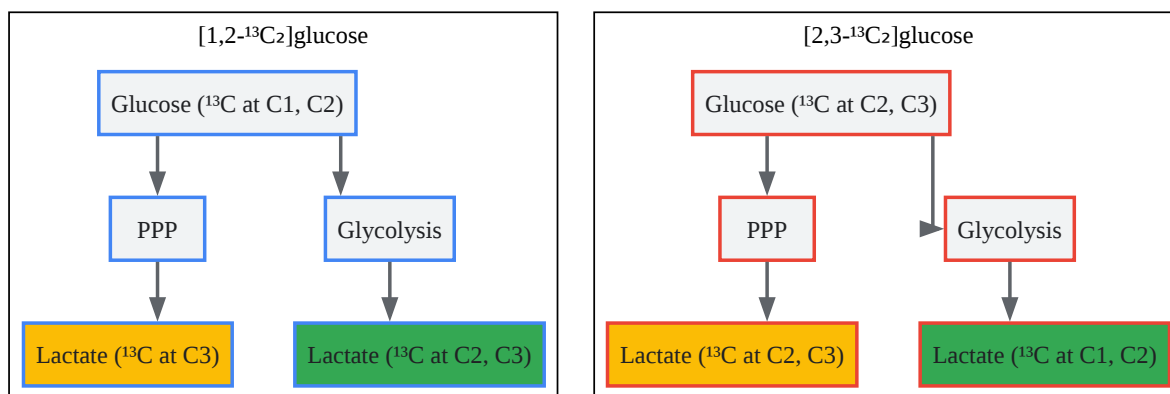 [1,2-¹³C₂]glucose
Glucose (¹³C at C1, C2)
PPP
Glycolysis
Lactate (¹³C at C3)
Lactate (¹³C at C2, C3)
[2,3-¹³C₂]glucose
Glucose (¹³C at C2, C3)
PPP
Glycolysis
Lactate (¹³C at C2, C3)
Lactate (¹³C at C1, C2)